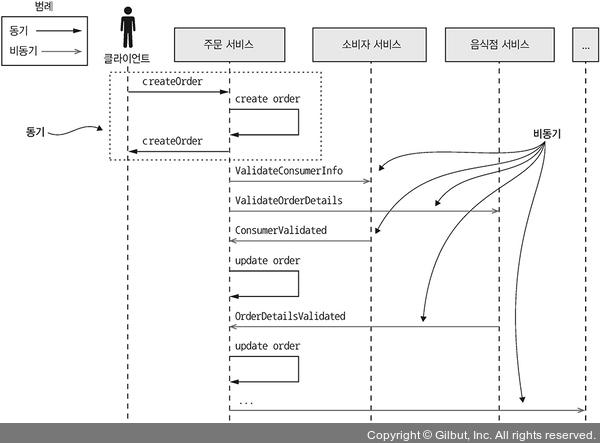 범례
동기
비동기
클라이언트
주문 서비스
소비자 서비스
음식점 서비스
...
createOrder
create order
동기
createOrder
비동기
ValidateConsumerInfo
ValidateOrderDetails
ConsumerValidated
update order
OrderDetailsValidated
update order
...
Copyright © Gilbut, Inc. All rights reserved.